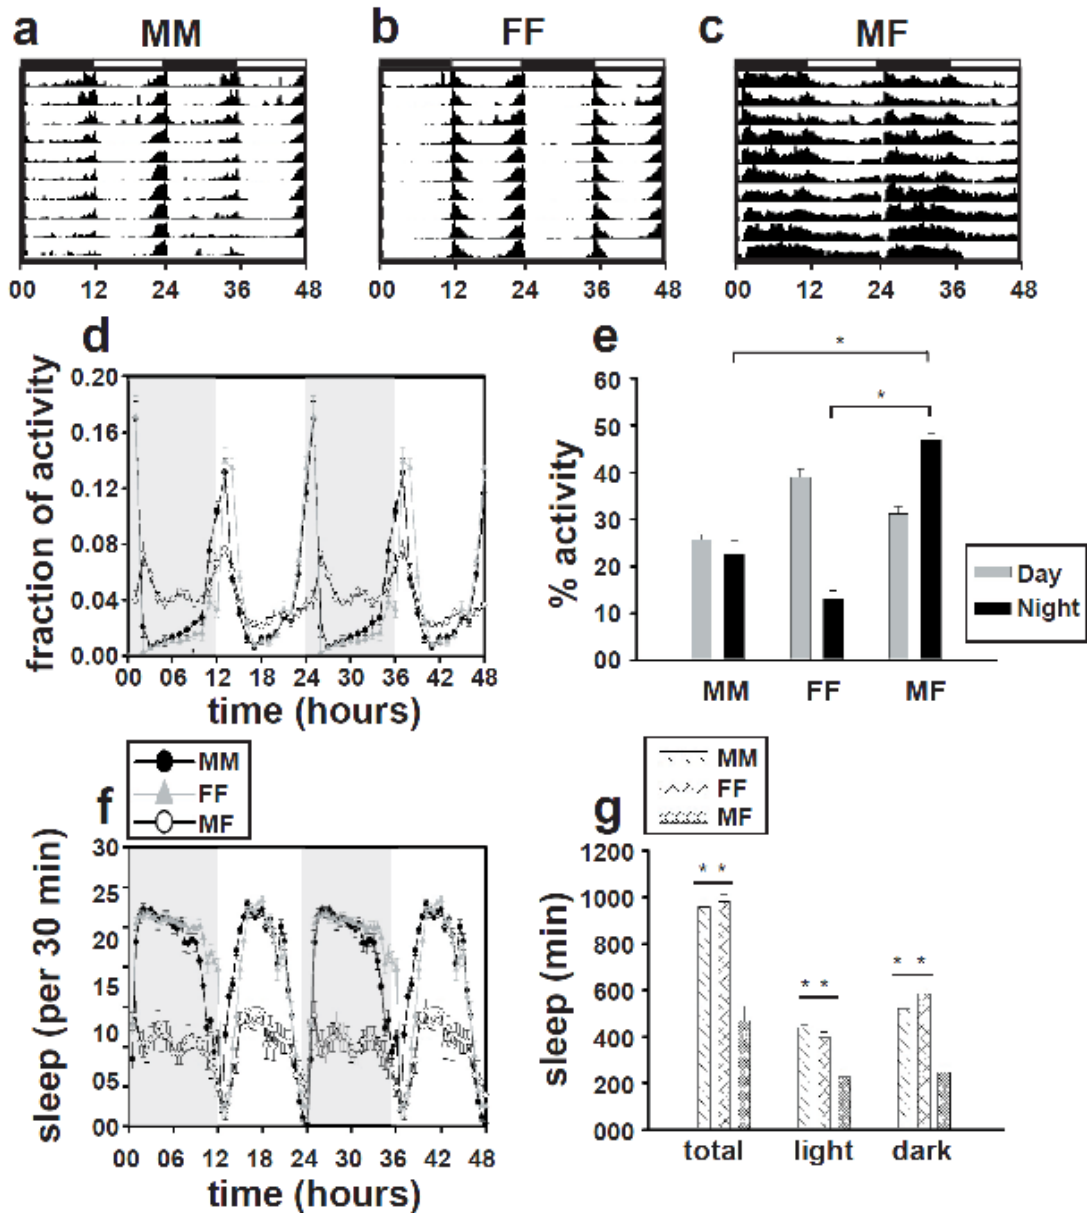 a MM b FF c MF
00 12 24 36 48 00 12 24 36 48 00 12 24 36 48
d
fraction of activity
0.20
0.16
0.12
0.08
0.04
0.00
00 06 12 18 24 30 36 42 48
time (hours)
e
% activity
60
50
40
30
20
10
00
* *
MM FF MF
Day
Night
f
MM
FF
MF
sleep (per 30 min)
30
25
20
15
10
05
00
00 06 12 18 24 30 36 42 48
time (hours)
g
MM
FF
MF
sleep (min)
1200
1000
800
600
400
200
000
* * * * * *
total light dark